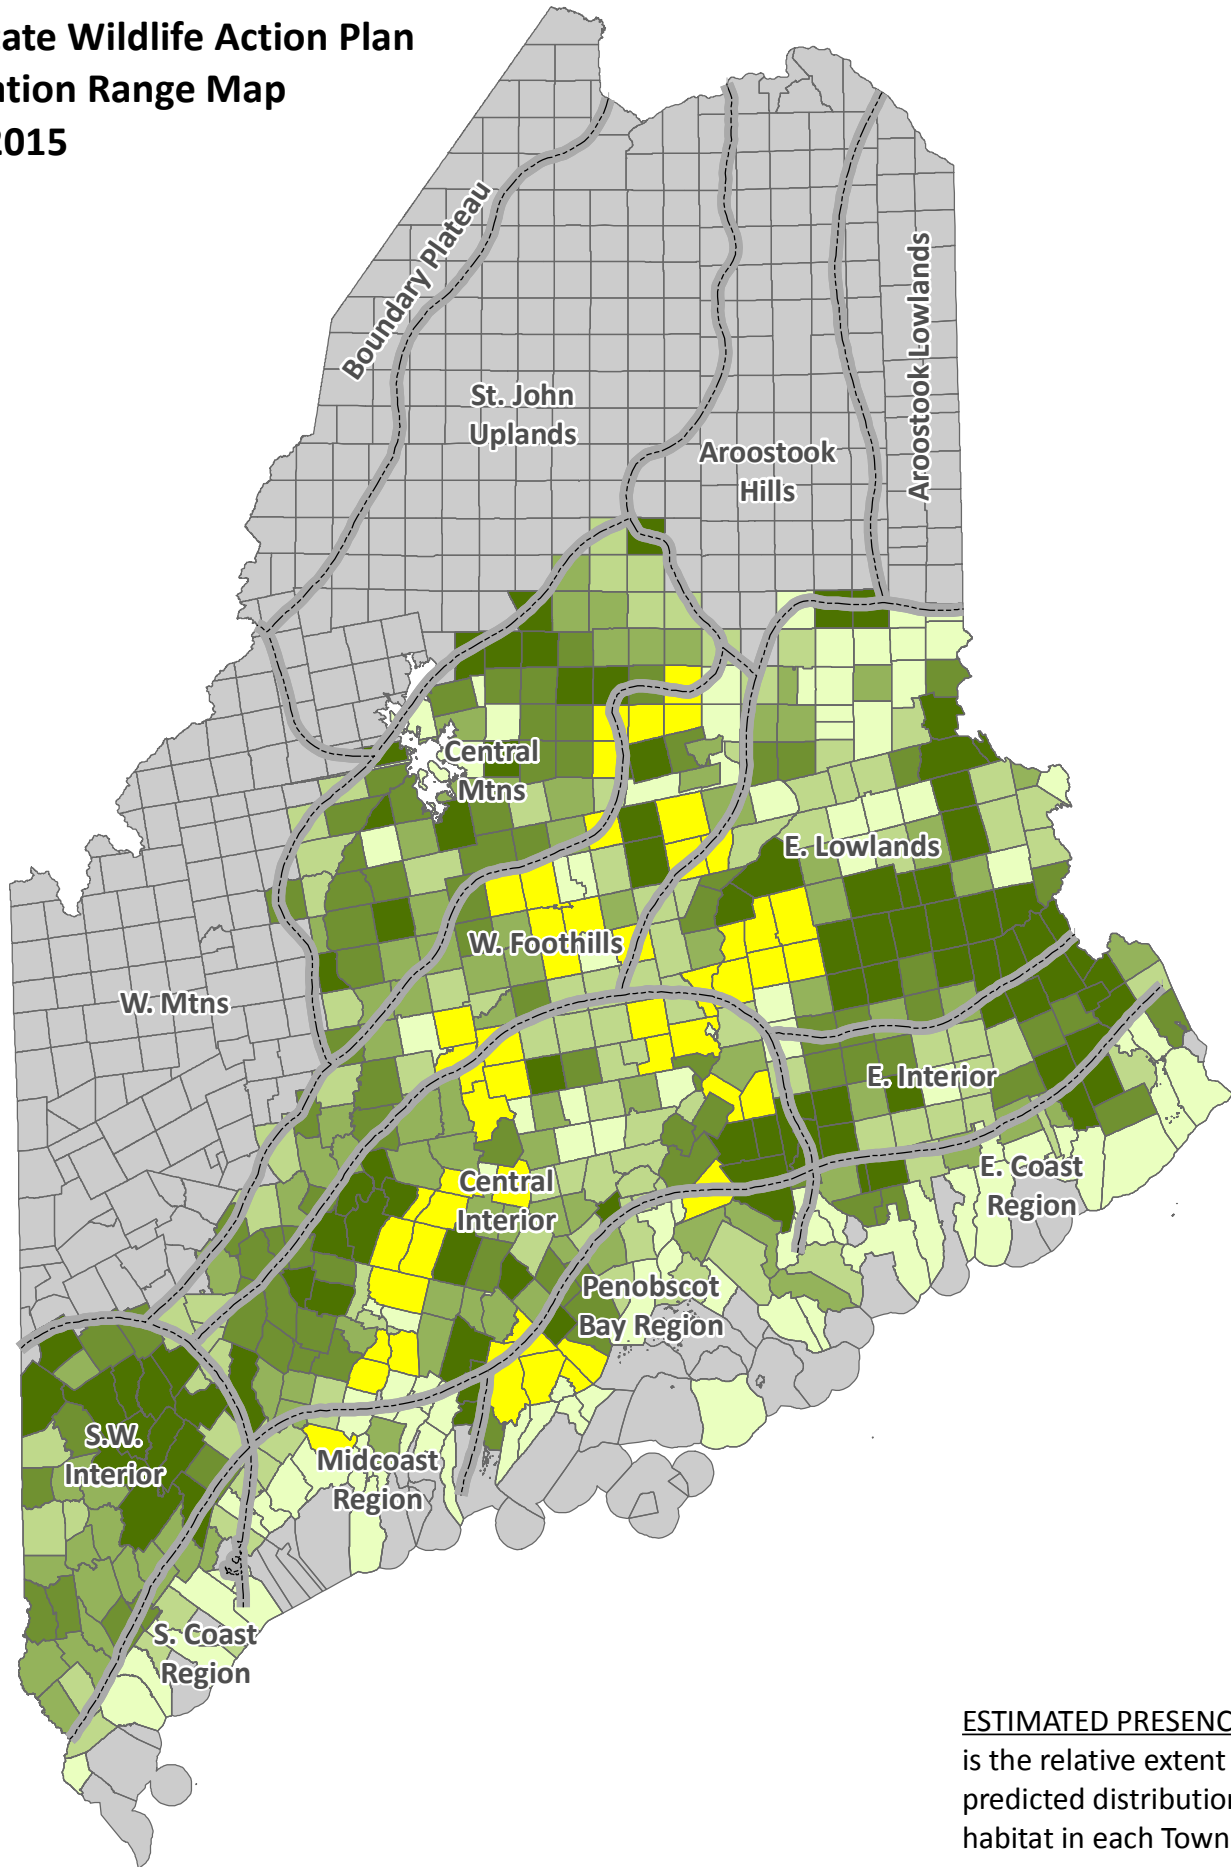 ate Wildlife Action Plan
ation Range Map
2015
Boundary Plateau
St. John
Uplands
Aroostook
Hills
Aroostook Lowlands
Central
Mtns
E. Lowlands
W. Foothills
W. Mtns
E. Interior
Central
Interior
E. Coast
Region
Penobscot
Bay Region
S.W.
Interior
Midcoast
Region
S. Coast
Region
ESTIMATED PRESENC
is the relative extent
predicted distribution
habitat in each Town